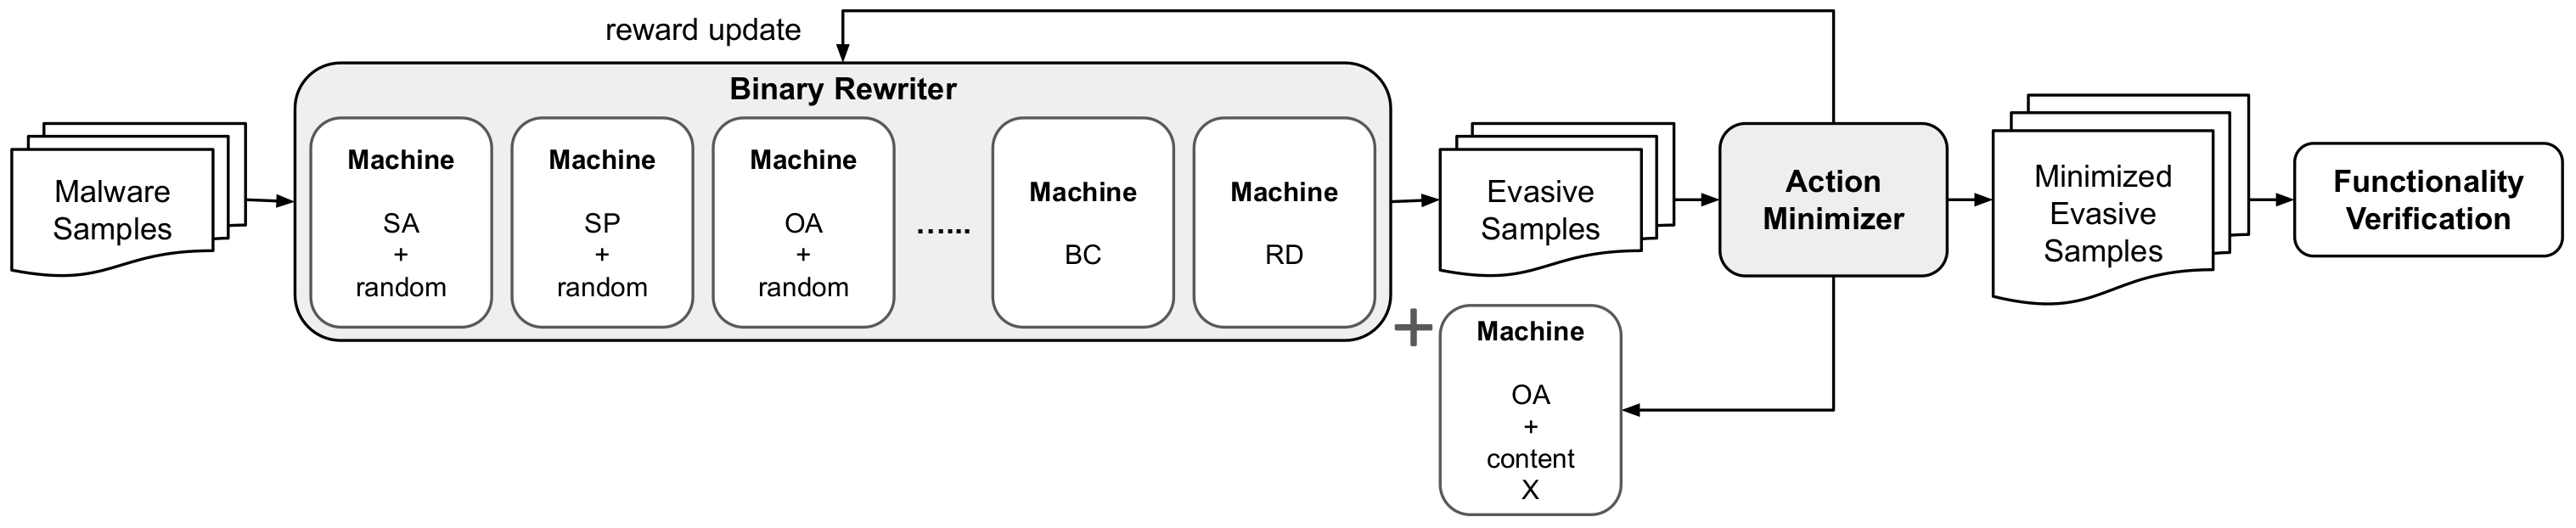 reward update
Binary Rewriter
Malware
Samples
Machine
SA
+
random
Machine
SP
+
random
Machine
OA
+
random
......
Machine
BC
Machine
RD
Evasive
Samples
Action
Minimizer
Minimized
Evasive
Samples
Functionality
Verification
+
Machine
OA
+
content
X